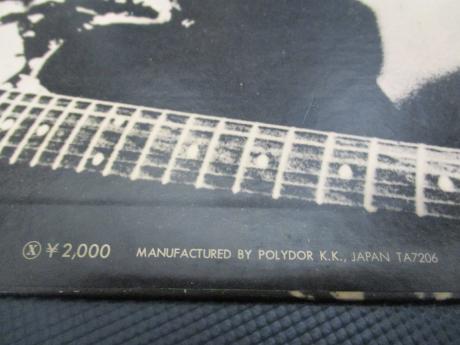 Ⓧ ¥2,000 MANUFACTURED BY POLYDOR K.K., JAPAN TA7206